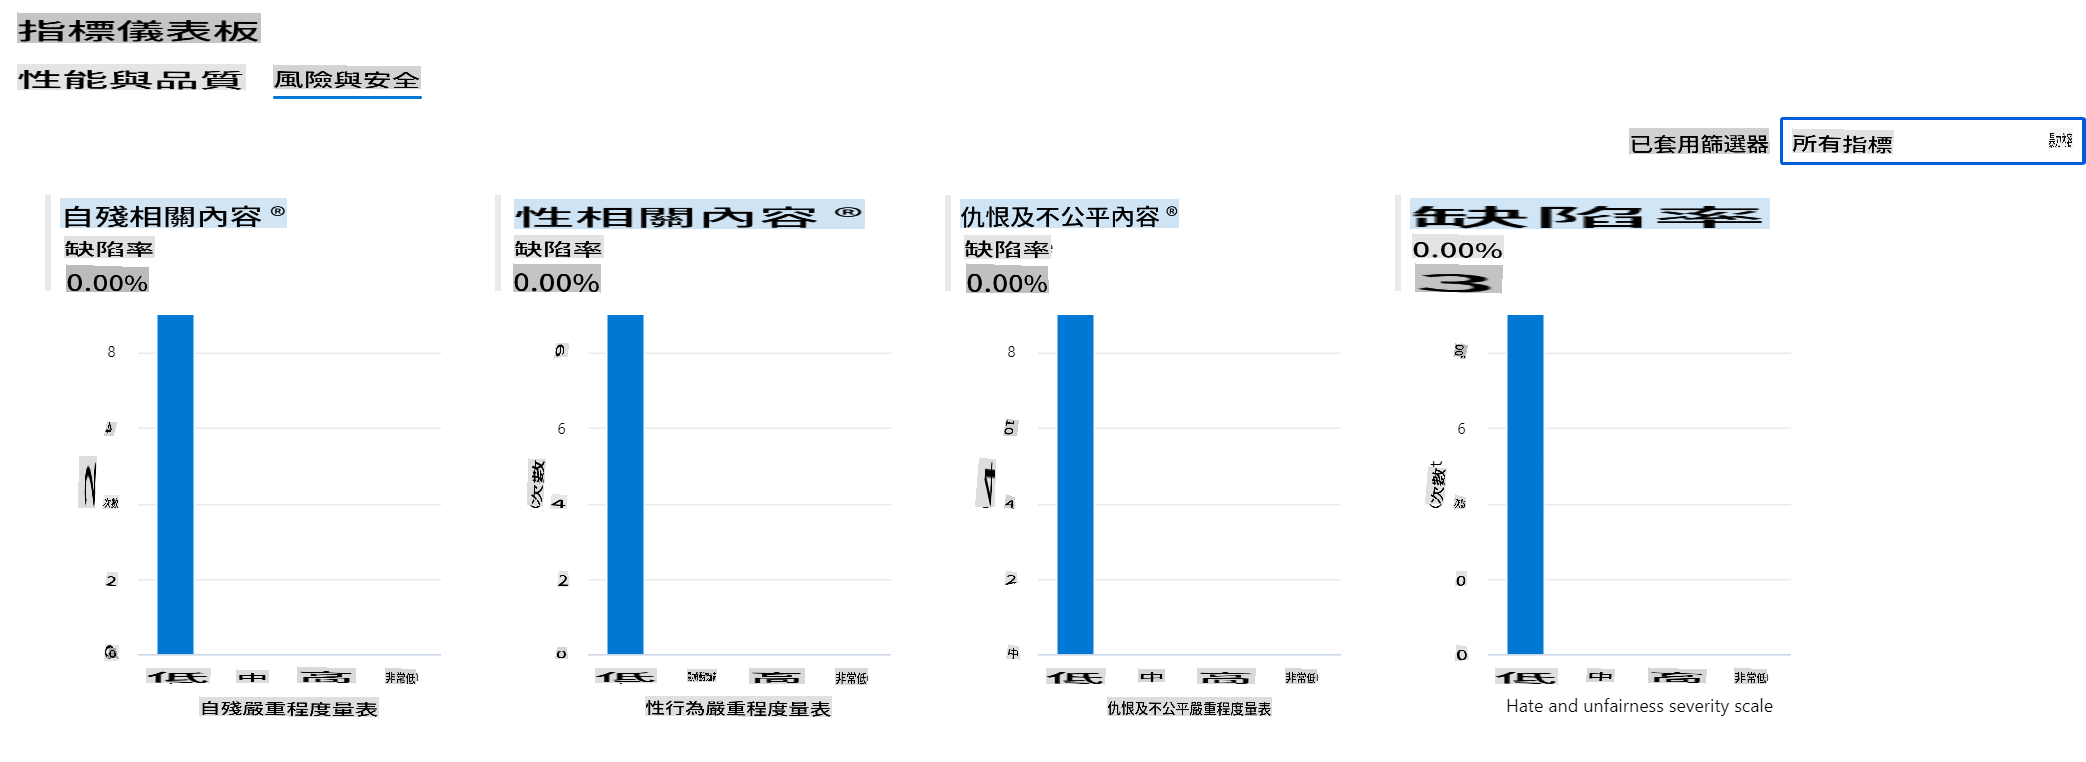 指標儀表板
性能與品質 風險與安全
已套用篩選器 所有指標
自殘相關內容 ®
缺陷率
0.00%
8
2
低 中 高 非常低
自殘嚴重程度量表
性相關內容 ®
缺陷率
0.00%
6
6
(次數
4
2
0
低 高 非常低
性行為嚴重程度量表
仇恨及不公平內容 ®
缺陷率
0.00%
8
10
4
4
2
中
低 中 高 非常低
仇恨及不公平嚴重程度量表
缺陷率
0.00%
3
6
(次數t
0
0
低 中 高 非常低
Hate and unfairness severity scale